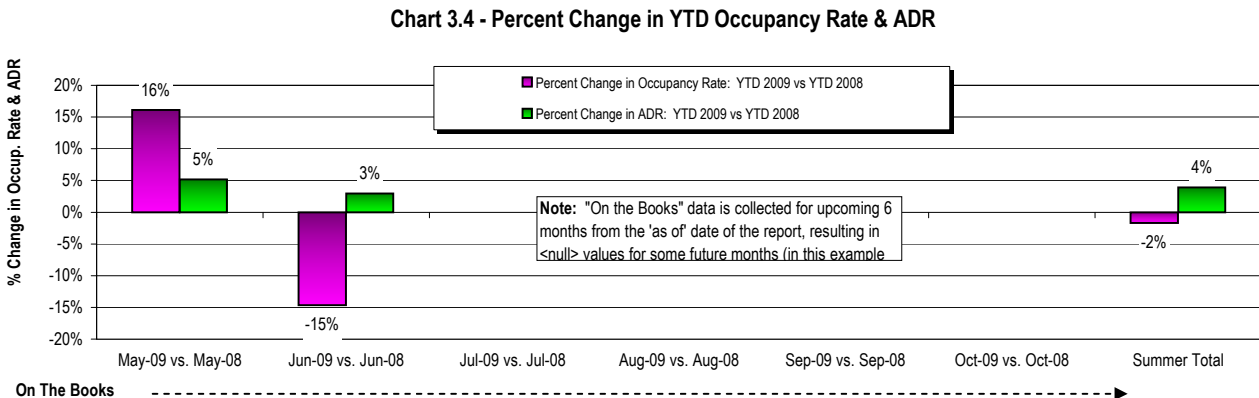 Chart 3.4 - Percent Change in YTD Occupancy Rate & ADR
% Change in Occup. Rate & ADR
20%
15%
10%
5%
0%
-5%
-10%
-15%
-20%
Percent Change in Occupancy Rate: YTD 2009 vs YTD 2008
Percent Change in ADR: YTD 2009 vs YTD 2008
16%
5%
-15%
3%
-2%
4%
Note: "On the Books" data is collected for upcoming 6
months from the 'as of' date of the report, resulting in
<null> values for some future months (in this example
May-09 vs. May-08
Jun-09 vs. Jun-08
Jul-09 vs. Jul-08
Aug-09 vs. Aug-08
Sep-09 vs. Sep-08
Oct-09 vs. Oct-08
Summer Total
On The Books